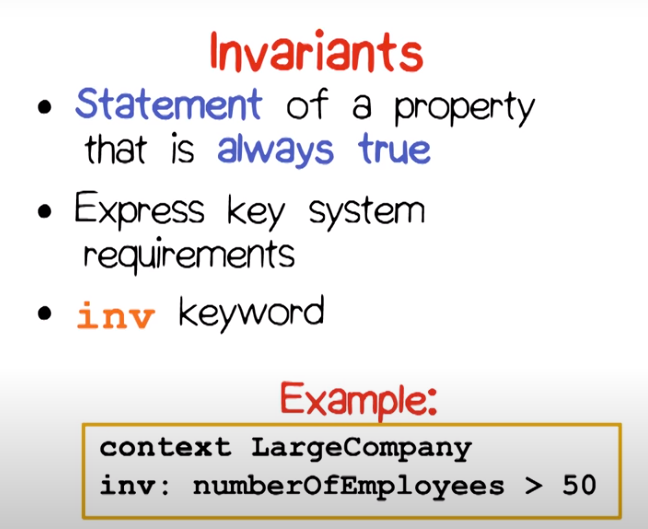 Invariants
• Statement of a property
that is always true
• Express key system
requirements
• inv keyword
Example:
context LargeCompany
inv: numberOfEmployees > 50